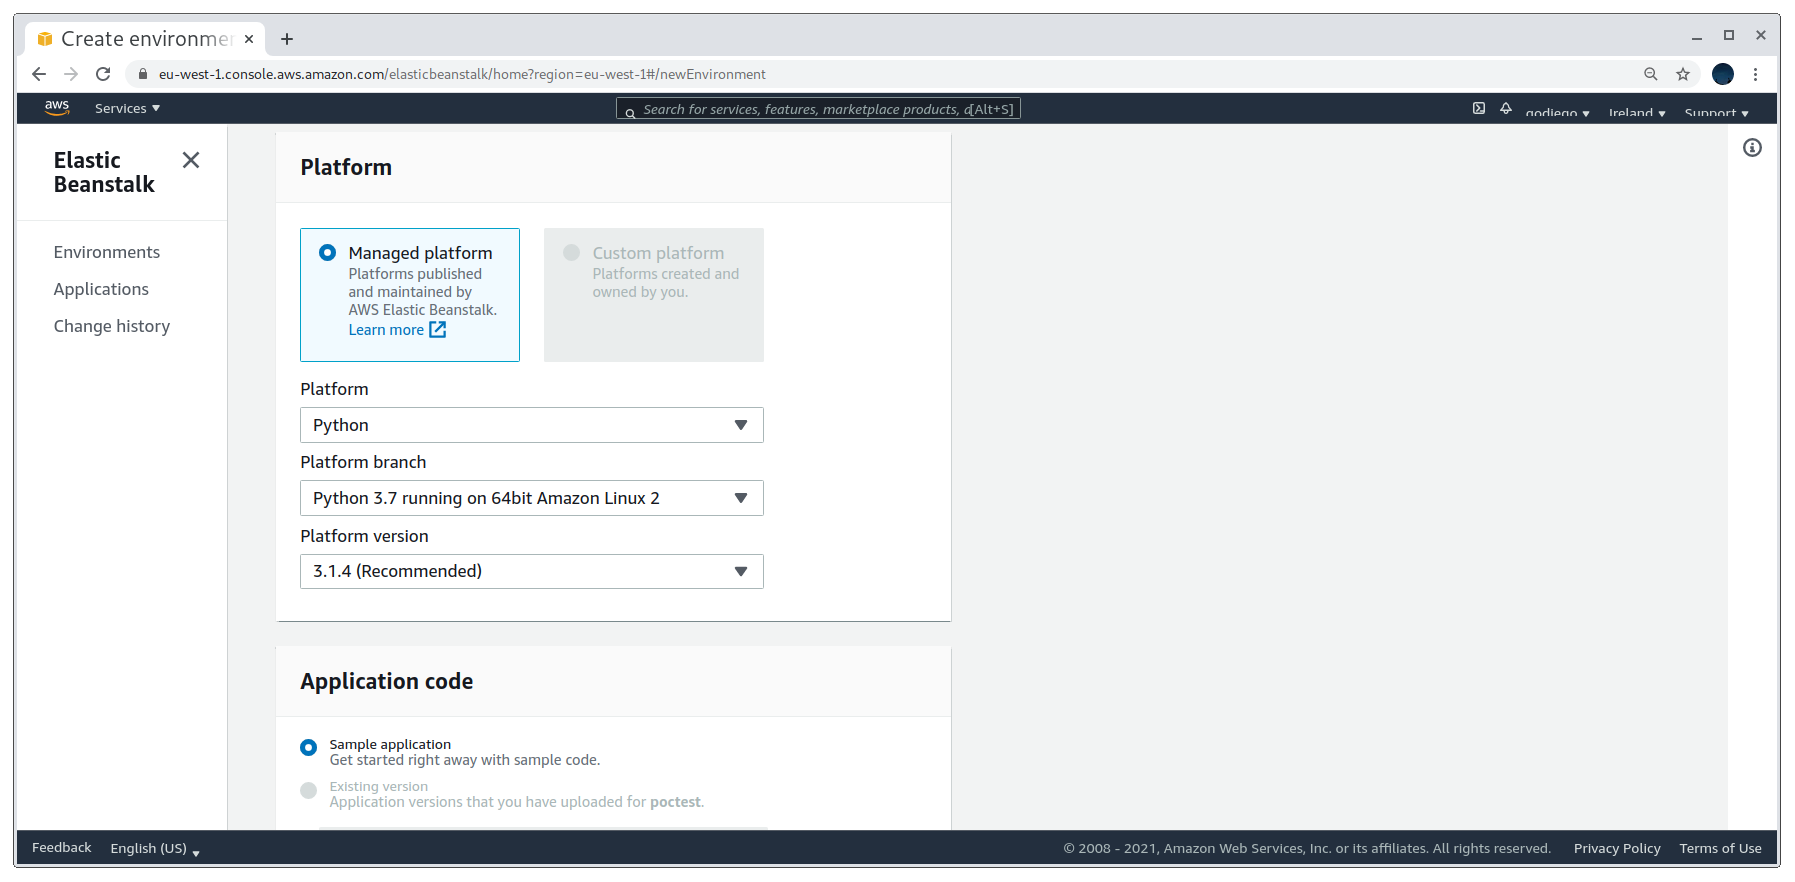 Create environmen
eu-west-1.console.aws.amazon.com/elasticbeanstalk/home?region=eu-west-1#/newEnvironment
aws
Services
Search for services, features, marketplace products, [Alt+S]
godiego
Ireland
Support
Elastic
Beanstalk
Environments
Applications
Change history
Platform
Managed platform
Platforms published
and maintained by
AWS Elastic Beanstalk.
Learn more
Custom platform
Platforms created and
owned by you.
Platform
Python
Platform branch
Python 3.7 running on 64bit Amazon Linux 2
Platform version
3.1.4 (Recommended)
Application code
Sample application
Get started right away with sample code.
Existing version
Application versions that you have uploaded for poctest.
Feedback
English (US)
© 2008 - 2021, Amazon Web Services, Inc. or its affiliates. All rights reserved.
Privacy Policy
Terms of Use